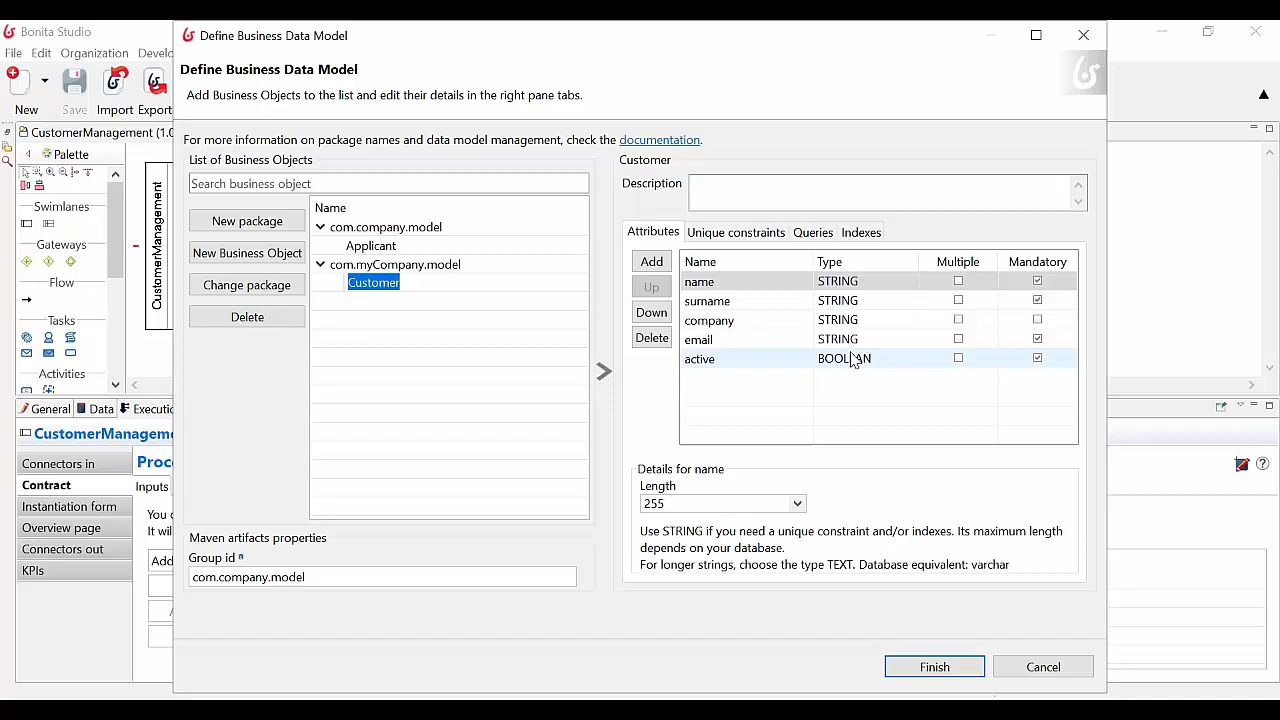 Bonita Studio
Define Business Data Model
File Edit Organization Develo
Define Business Data Model
Add Business Objects to the list and edit their details in the right pane tabs.
New Save Import Export
For more information on package names and data model management, check the documentation.
CustomerManagement (1.0
Palette
Swimlanes
Gateways
Flow
Tasks
Activities
CustomerManagement
List of Business Objects
Search business object
New package
New Business Object
Change package
Delete
Name
com.company.model
Applicant
com.myCompany.model
Customer
Maven artifacts properties
Group id
com.company.model
Customer
Description
Attributes Unique constraints Queries Indexes
Add
Up
Down
Delete
Name Type Multiple Mandatory
name STRING
surname STRING
company STRING
email STRING
active
Details for name
Length
255
Use STRING if you need a unique constraint and/or indexes. Its maximum length
depends on your database.
For longer strings, choose the type TEXT. Database equivalent: varchar
Finish Cancel
General Data Executi
CustomerManageme
Connectors in
Contract
Instantiation form
Overview page
Connectors out
KPIs
Proc
Inputs
You c
It will
Add